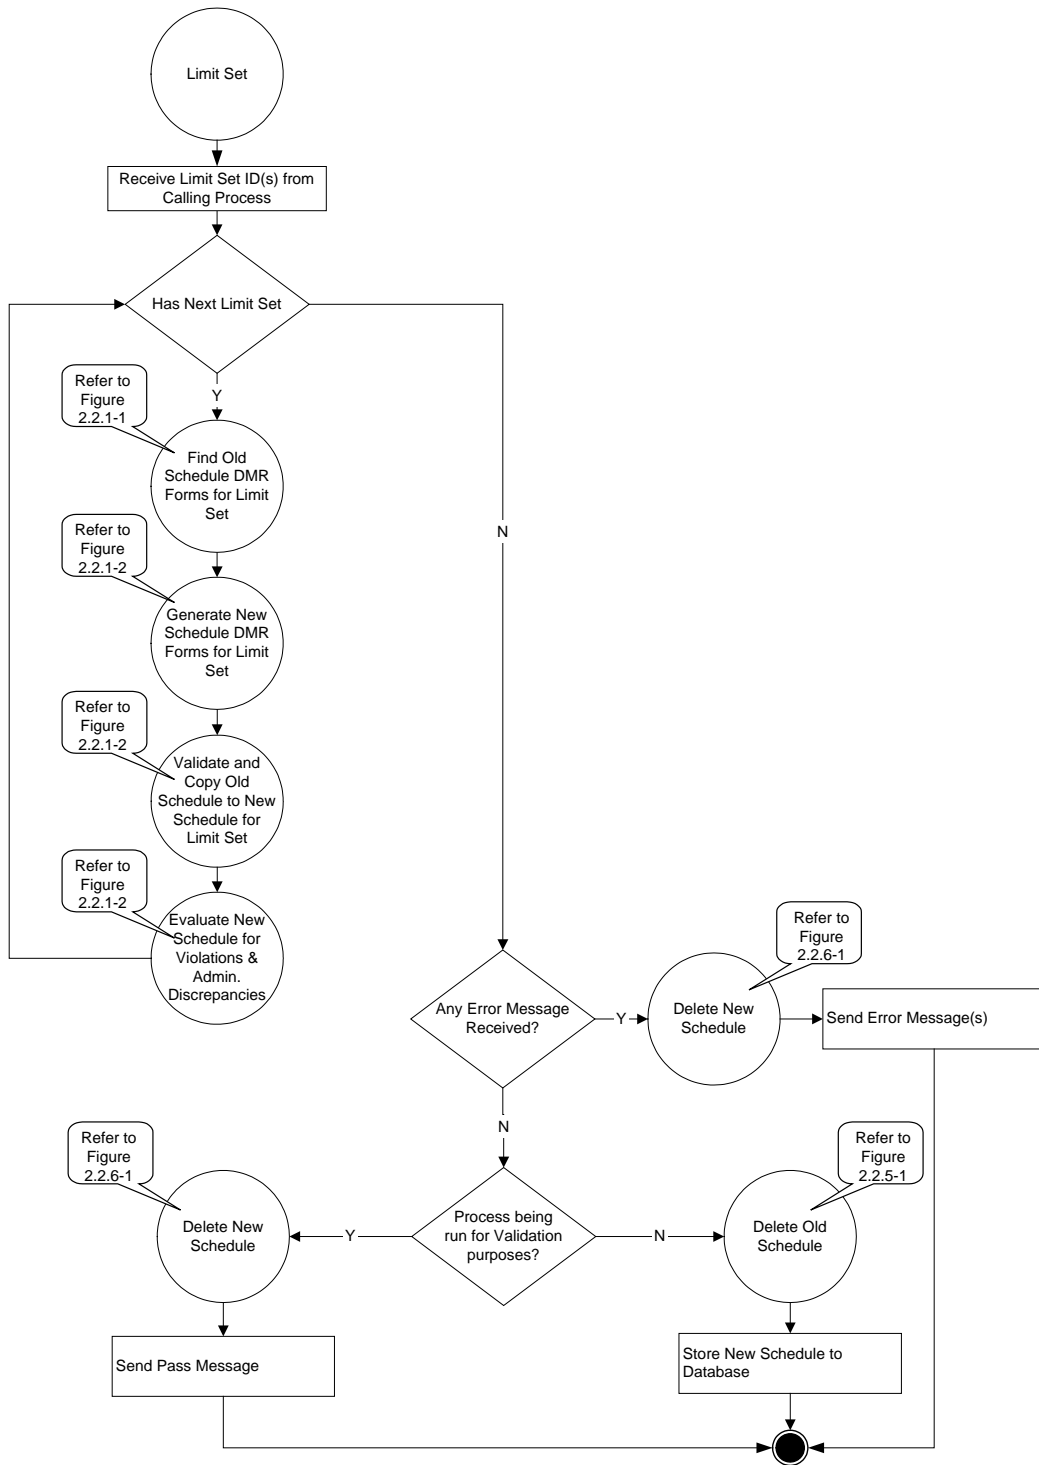 Limit Set
Receive Limit Set ID(s) from
Calling Process
Has Next Limit Set
Y
N
Refer to
Figure
2.2.1-1
Find Old
Schedule DMR
Forms for Limit
Set
Refer to
Figure
2.2.1-2
Generate New
Schedule DMR
Forms for Limit
Set
Refer to
Figure
2.2.1-2
Validate and
Copy Old
Schedule to New
Schedule for
Limit Set
Refer to
Figure
2.2.1-2
Evaluate New
Schedule for
Violations &
Admin.
Discrepancies
Any Error Message
Received?
Y
Refer to
Figure
2.2.6-1
Delete New
Schedule
Send Error Message(s)
N
Process being
run for Validation
purposes?
Y
Refer to
Figure
2.2.6-1
Delete New
Schedule
Send Pass Message
N
Refer to
Figure
2.2.5-1
Delete Old
Schedule
Store New Schedule to
Database